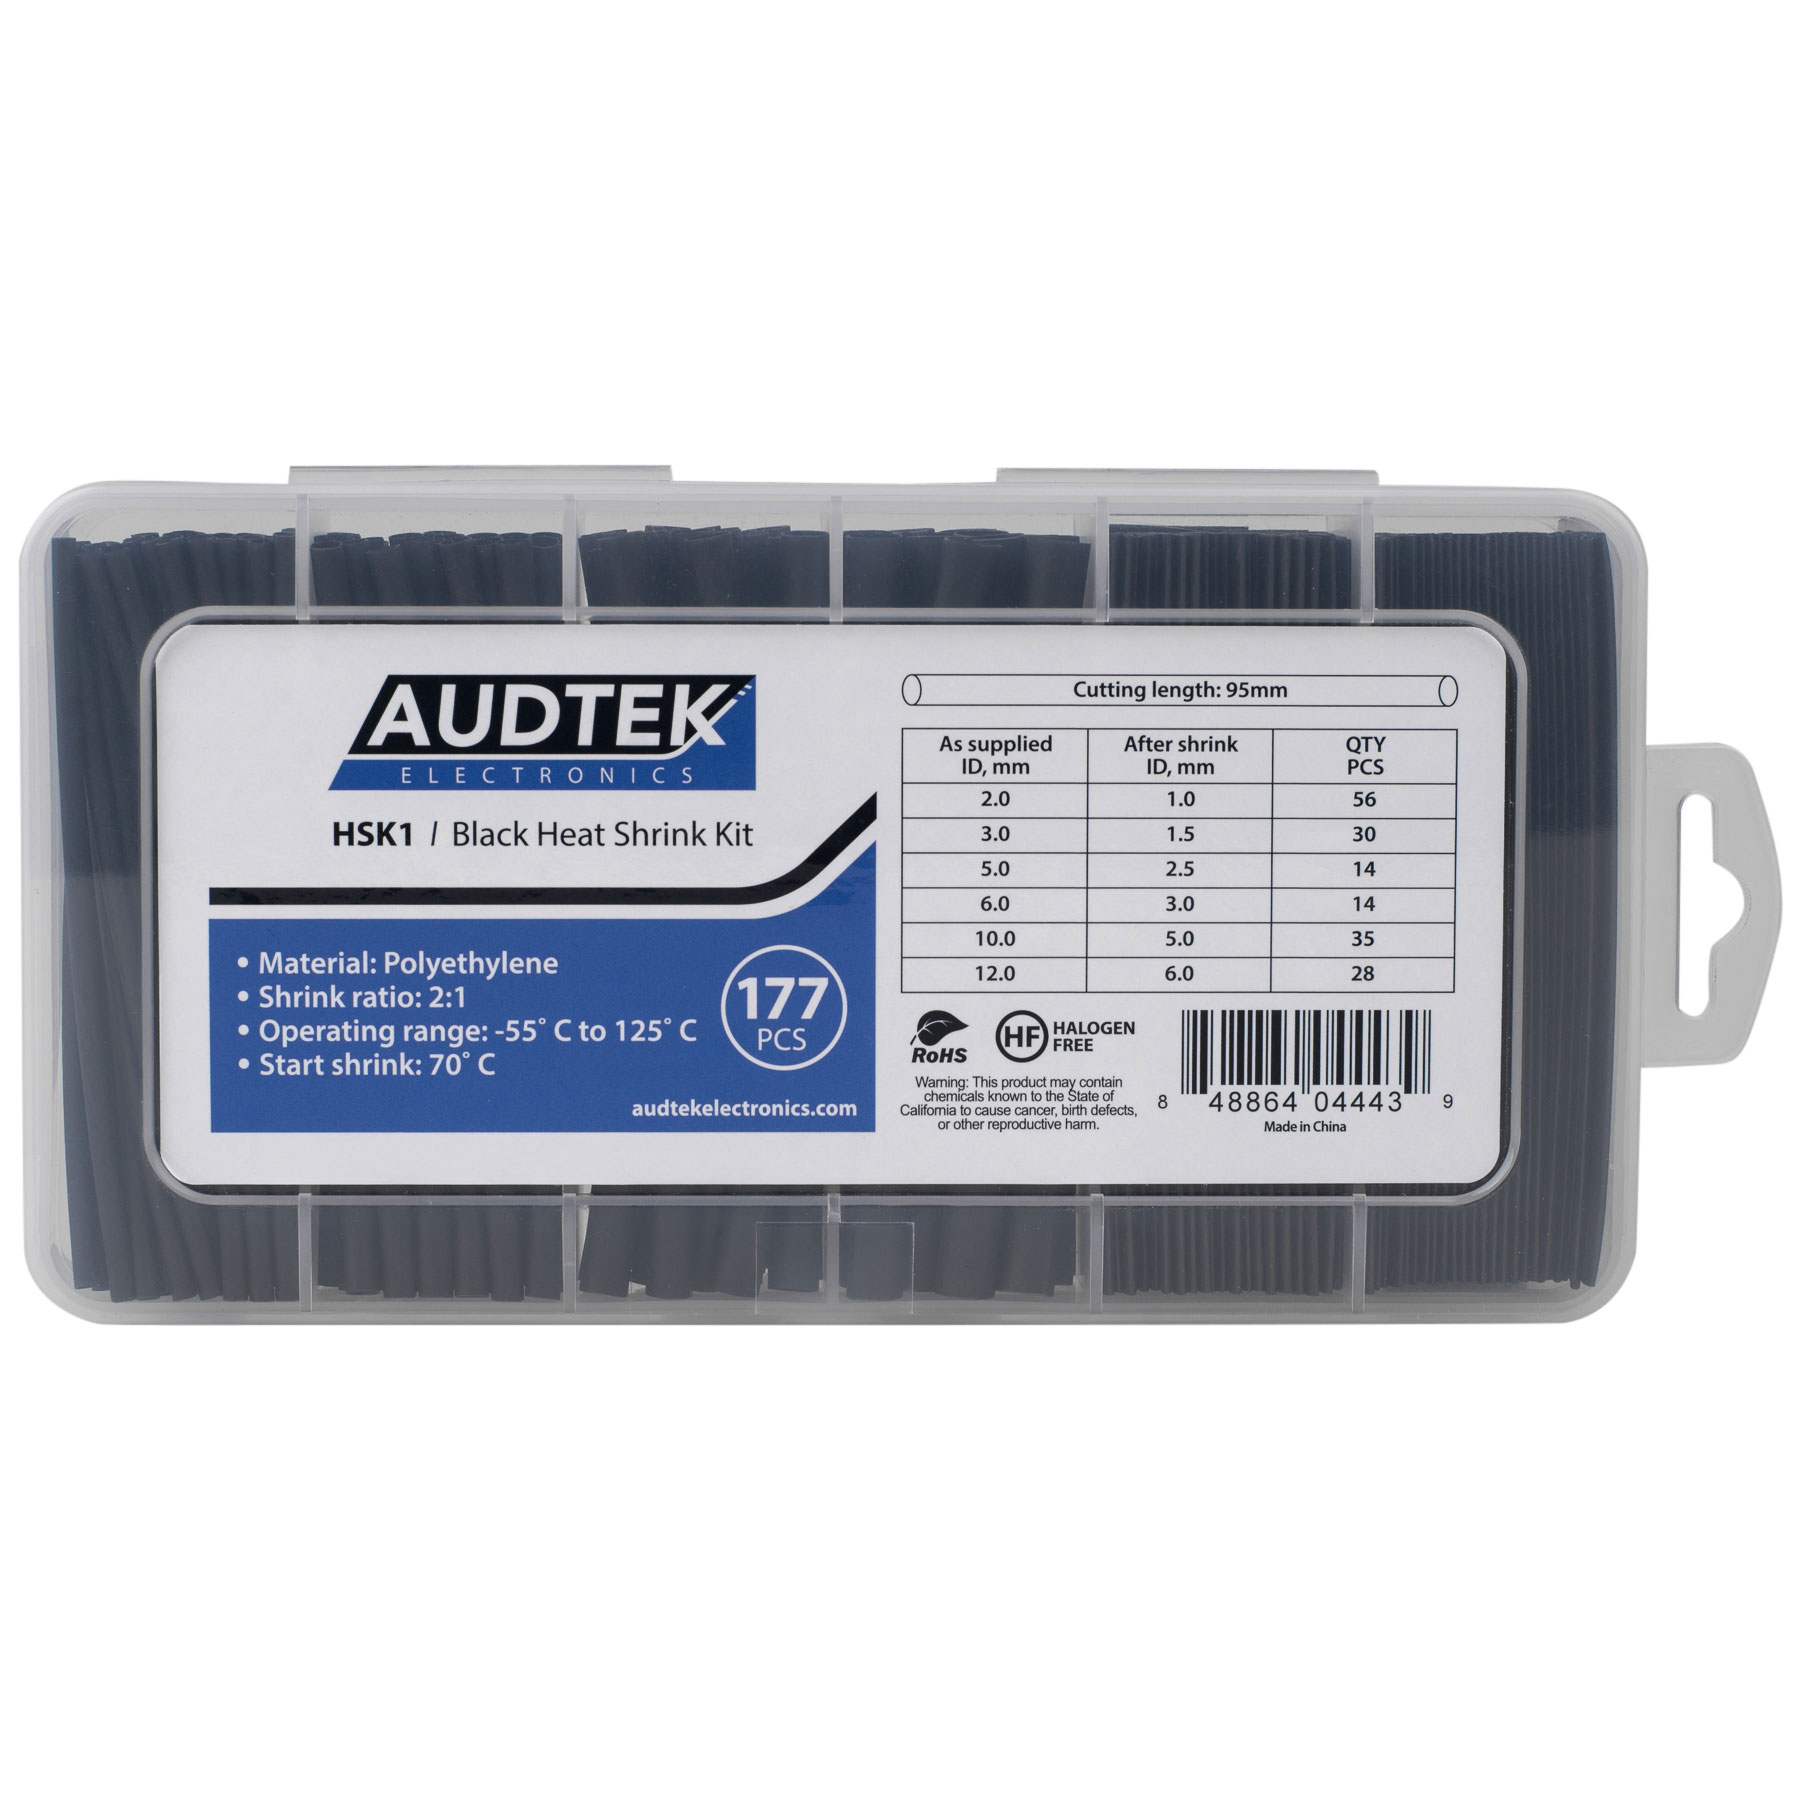 AUDTEK
ELECTRONICS
HSK1 / Black Heat Shrink Kit
• Material: Polyethylene
• Shrink ratio: 2:1
• Operating range: -55° C to 125° C
• Start shrink: 70° C
177
PCS
audtekelectronics.com
Cutting length: 95mm
As supplied ID, mm After shrink ID, mm QTY PCS
2.0 1.0 56
3.0 1.5 30
5.0 2.5 14
6.0 3.0 14
10.0 5.0 35
12.0 6.0 28
RoHS
HF HALOGEN
FREE
Warning: This product may contain
chemicals known to the State of
California to cause cancer, birth defects,
or other reproductive harm.
8 48864 04443 9
Made in China